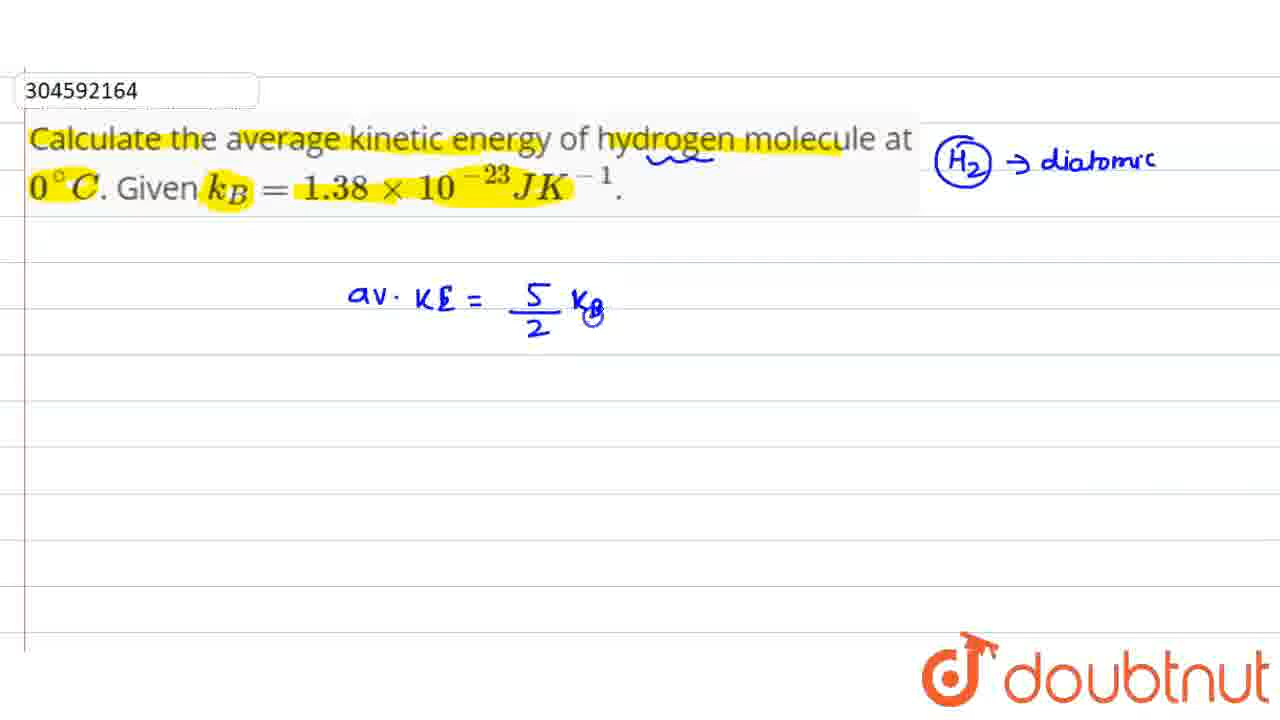 304592164
Calculate the average kinetic energy of hydrogen molecule at
0°C. Given k_B = 1.38 × 10^-23 JK^-1.
H2 → diatomic
av. KE = 5/2 KB
doubtnut